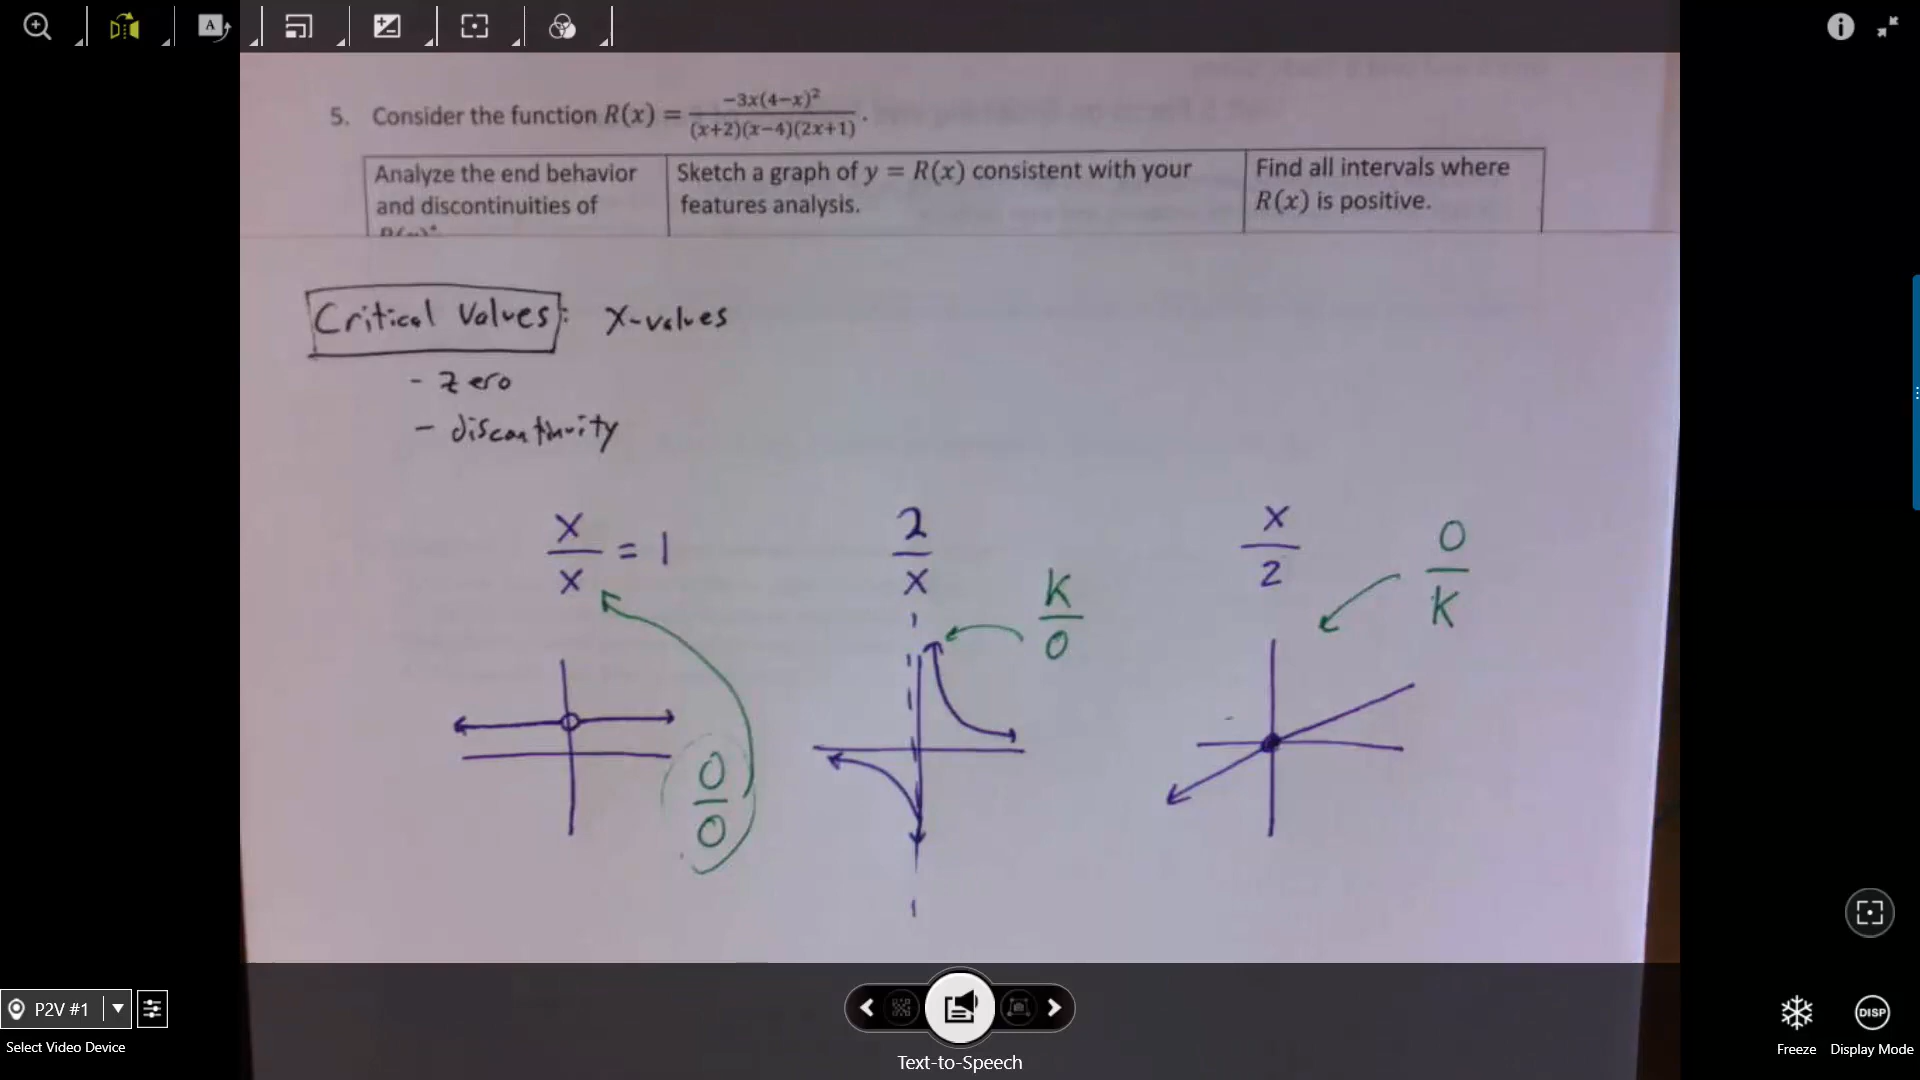 5. Consider the function R(x) = −3x(4−x)² / (x+2)(x−4)(2x+1) .
Analyze the end behavior
and discontinuities of
Sketch a graph of y = R(x) consistent with your
features analysis.
Find all intervals where
R(x) is positive.
Critical Values: X-values
- Zero
- discontinuity
X/X = 1
2/X
K/0
X/2
0/K
0/0
P2V #1
Select Video Device
Text-to-Speech
Freeze
DISP
Display Mode